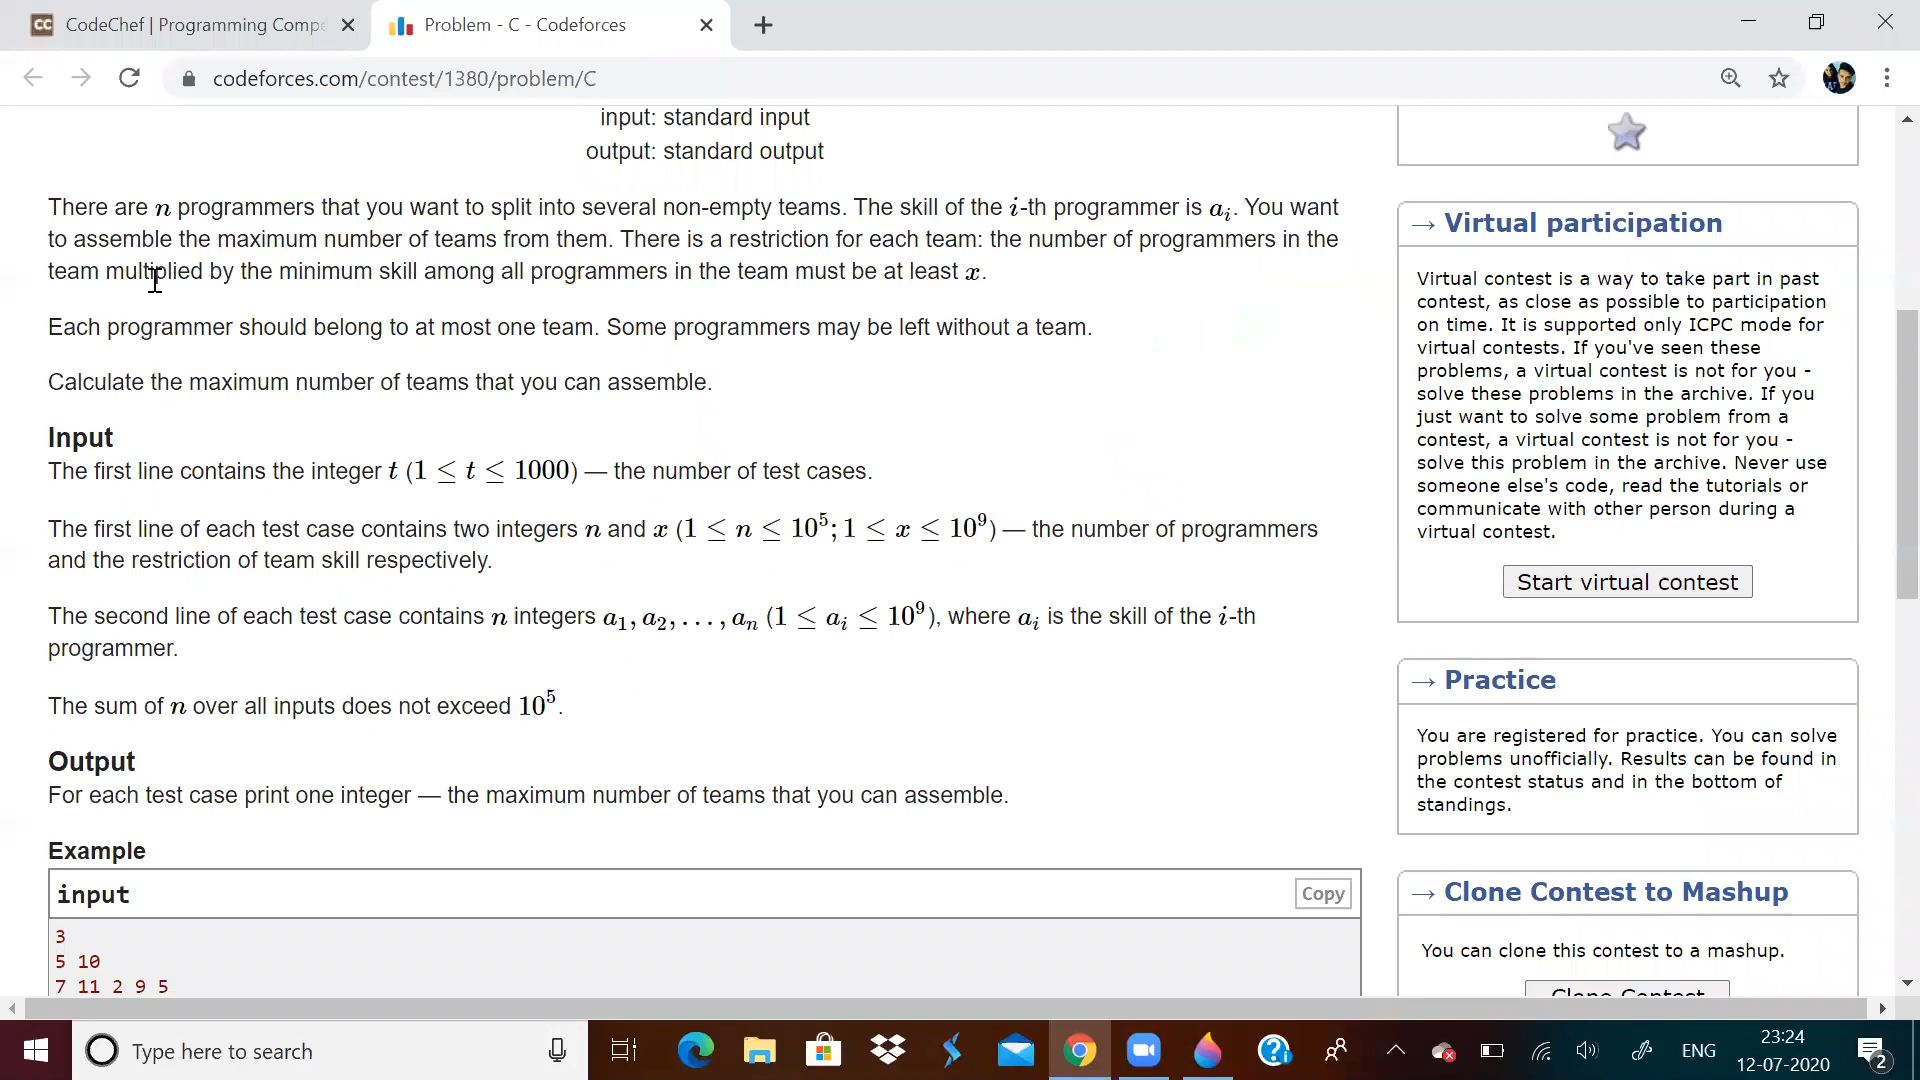 CodeChef | Programming Compe
Problem - C - Codeforces
codeforces.com/contest/1380/problem/C
input: standard input
output: standard output
There are n programmers that you want to split into several non-empty teams. The skill of the i-th programmer is aᵢ. You want
to assemble the maximum number of teams from them. There is a restriction for each team: the number of programmers in the
team multiplied by the minimum skill among all programmers in the team must be at least x.
Each programmer should belong to at most one team. Some programmers may be left without a team.
Calculate the maximum number of teams that you can assemble.
Input
The first line contains the integer t (1 ≤ t ≤ 1000) — the number of test cases.
The first line of each test case contains two integers n and x (1 ≤ n ≤ 10⁵; 1 ≤ x ≤ 10⁹) — the number of programmers
and the restriction of team skill respectively.
The second line of each test case contains n integers a₁, a₂, . . . , aₙ (1 ≤ aᵢ ≤ 10⁹), where aᵢ is the skill of the i-th
programmer.
The sum of n over all inputs does not exceed 10⁵.
Output
For each test case print one integer — the maximum number of teams that you can assemble.
Example
input
Copy
3
5 10
7 11 2 9 5
→ Virtual participation
Virtual contest is a way to take part in past
contest, as close as possible to participation
on time. It is supported only ICPC mode for
virtual contests. If you've seen these
problems, a virtual contest is not for you -
solve these problems in the archive. If you
just want to solve some problem from a
contest, a virtual contest is not for you -
solve this problem in the archive. Never use
someone else's code, read the tutorials or
communicate with other person during a
virtual contest.
Start virtual contest
→ Practice
You are registered for practice. You can solve
problems unofficially. Results can be found in
the contest status and in the bottom of
standings.
→ Clone Contest to Mashup
You can clone this contest to a mashup.
Clone Contest
Type here to search
ENG
23:24
12-07-2020
2